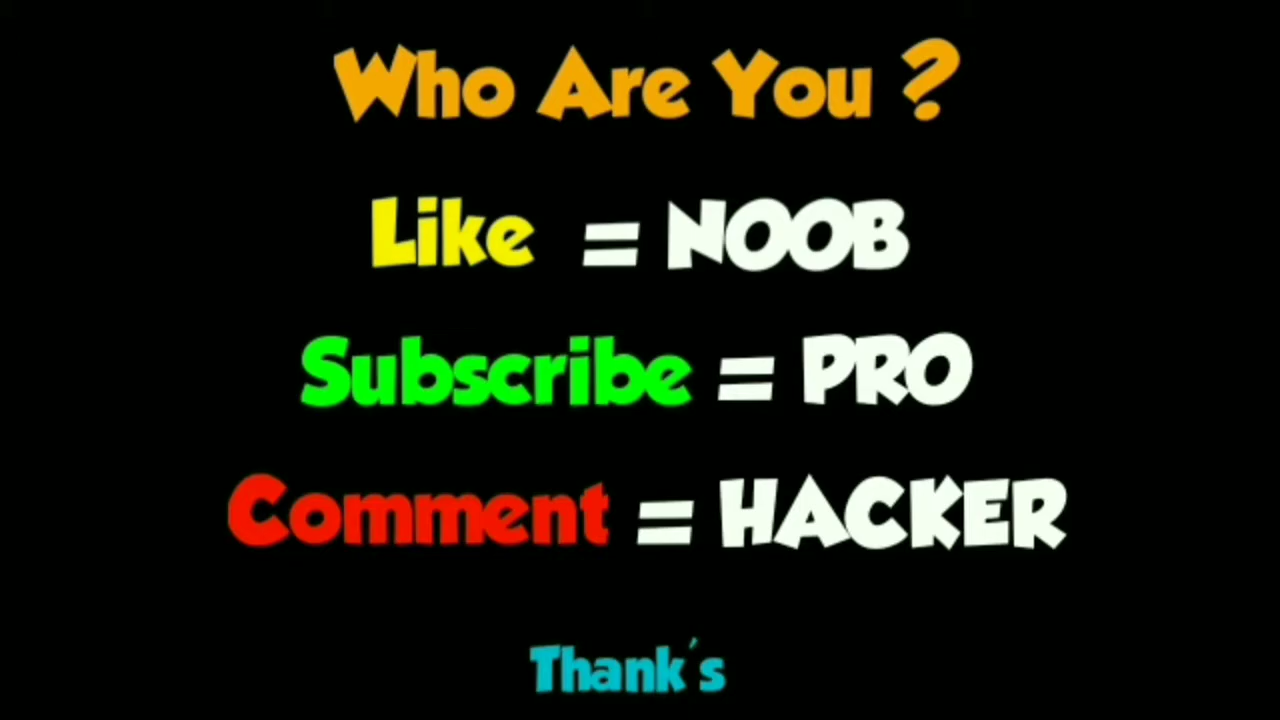 Who Are You ?
Like = NOOB
Subscribe = PRO
Comment = HACKER
Thank's